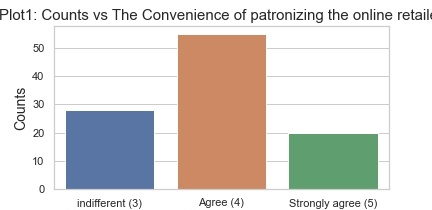 Plot1: Counts vs The Convenience of patronizing the online retaile
Counts
50
40
30
20
10
0
indifferent (3) Agree (4) Strongly agree (5)